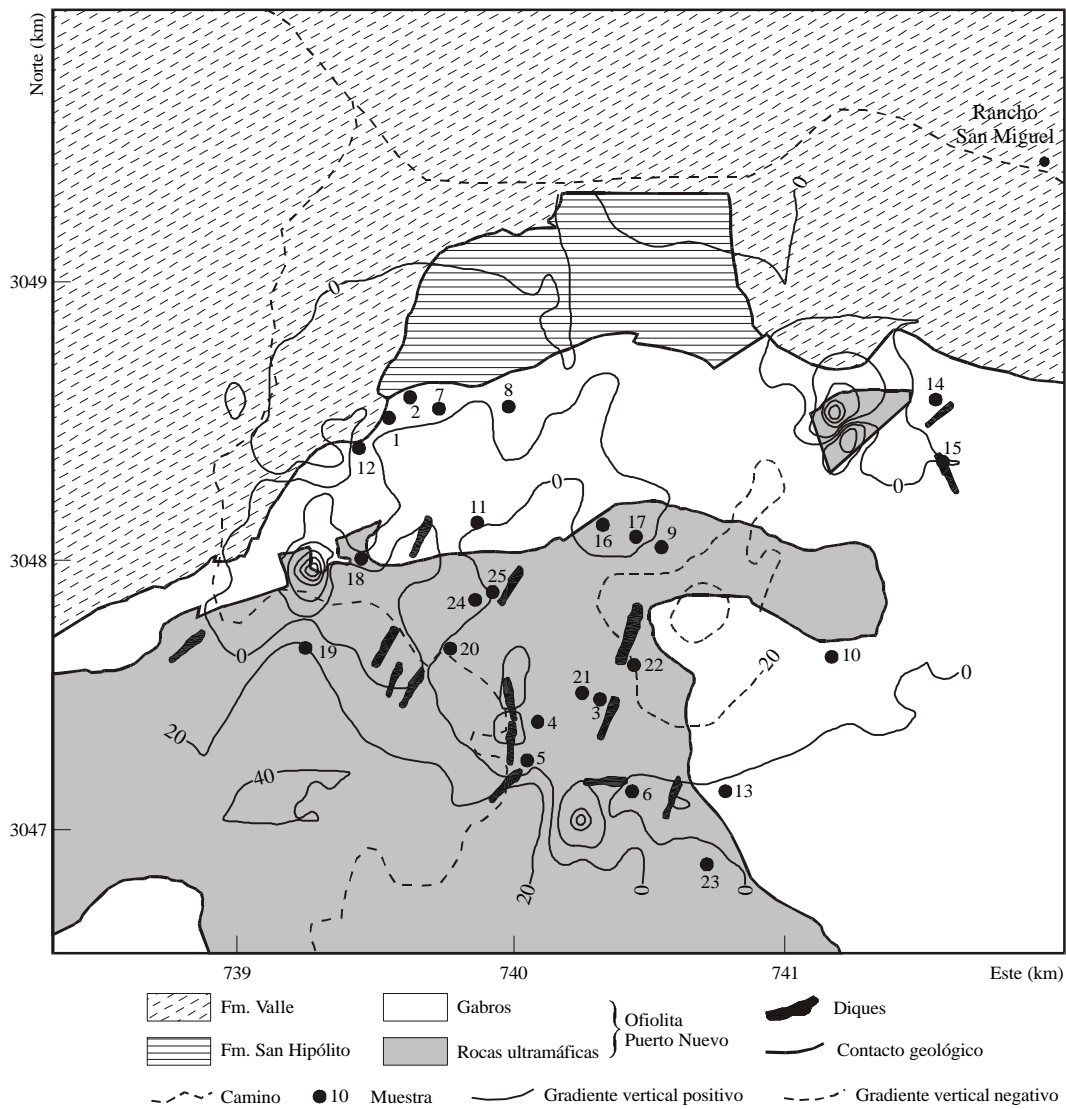 Norte (km)
Rancho
San Miguel
0
3049
0
14
2
7
8
1
12
15
0
0
11
16
17
9
3048
18
25
24
0
19
20
22
10
20
21
3
0
4
20
5
40
6
13
3047
20
0
23
0
739
740
741
Este (km)
Fm. Valle
Gabros
Ofiolita
Puerto Nuevo
Diques
Fm. San Hipólito
Rocas ultramáficas
Contacto geológico
Camino
10
Muestra
Gradiente vertical positivo
Gradiente vertical negativo